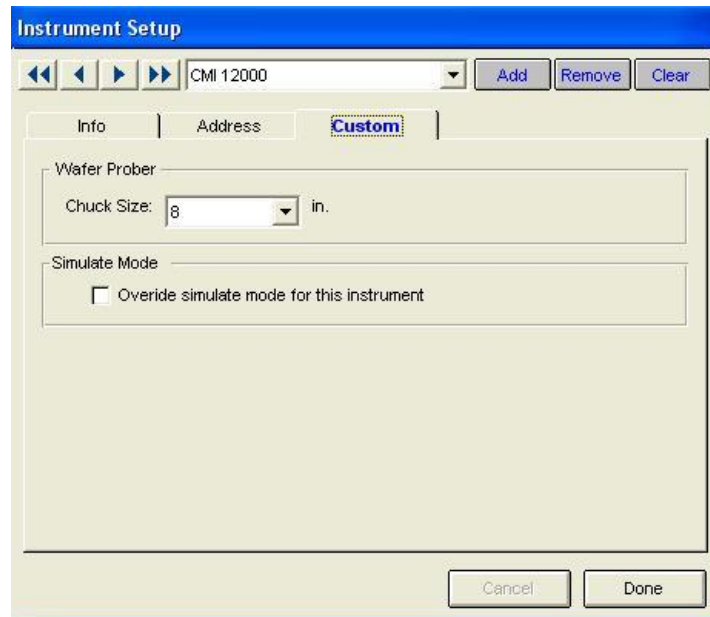 Instrument Setup
CMI 12000 Add Remove Clear
Info Address Custom
Wafer Prober
Chuck Size: 8 in.
Simulate Mode
Overide simulate mode for this instrument
Cancel Done